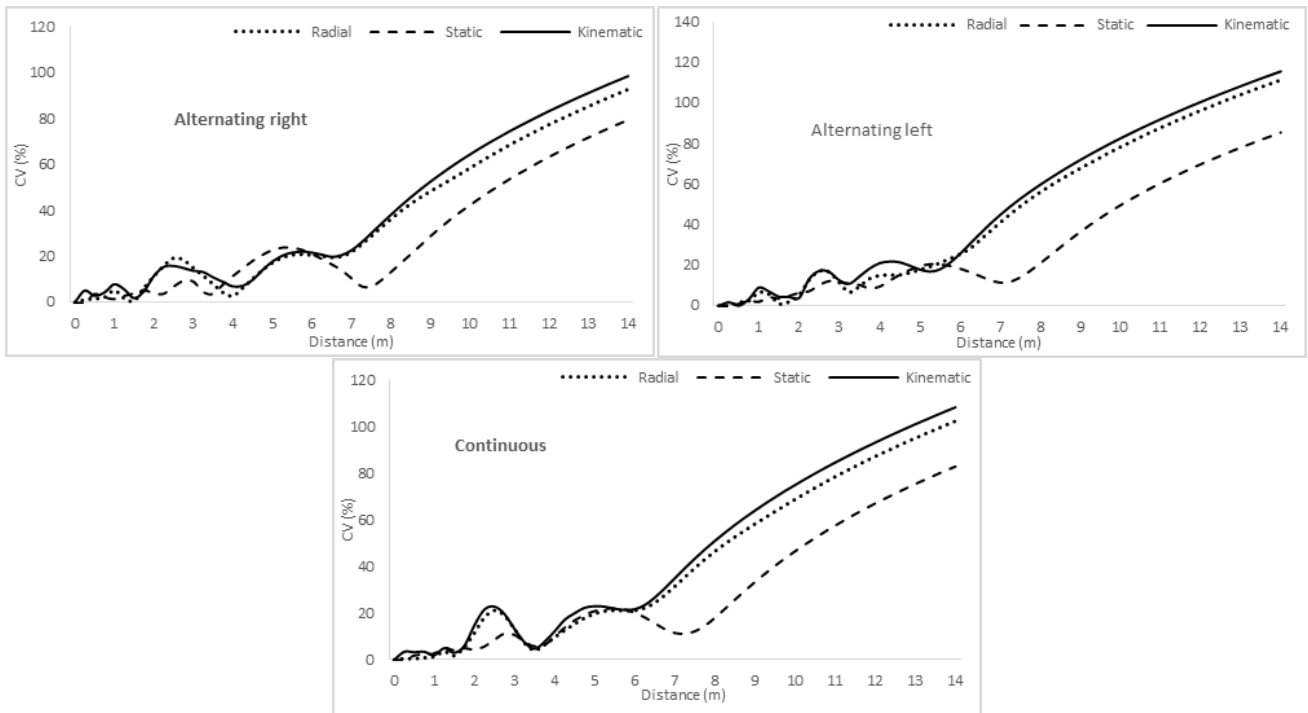 Radial Static Kinematic
Alternating right
CV (%)
120
100
80
60
40
20
0
0 1 2 3 4 5 6 7 8 9 10 11 12 13 14
Distance (m)
Radial Static Kinematic
Alternating left
CV (%)
140
120
100
80
60
40
20
0
0 1 2 3 4 5 6 7 8 9 10 11 12 13 14
Distance (m)
Radial Static Kinematic
Continuous
CV (%)
120
100
80
60
40
20
0
0 1 2 3 4 5 6 7 8 9 10 11 12 13 14
Distance (m)